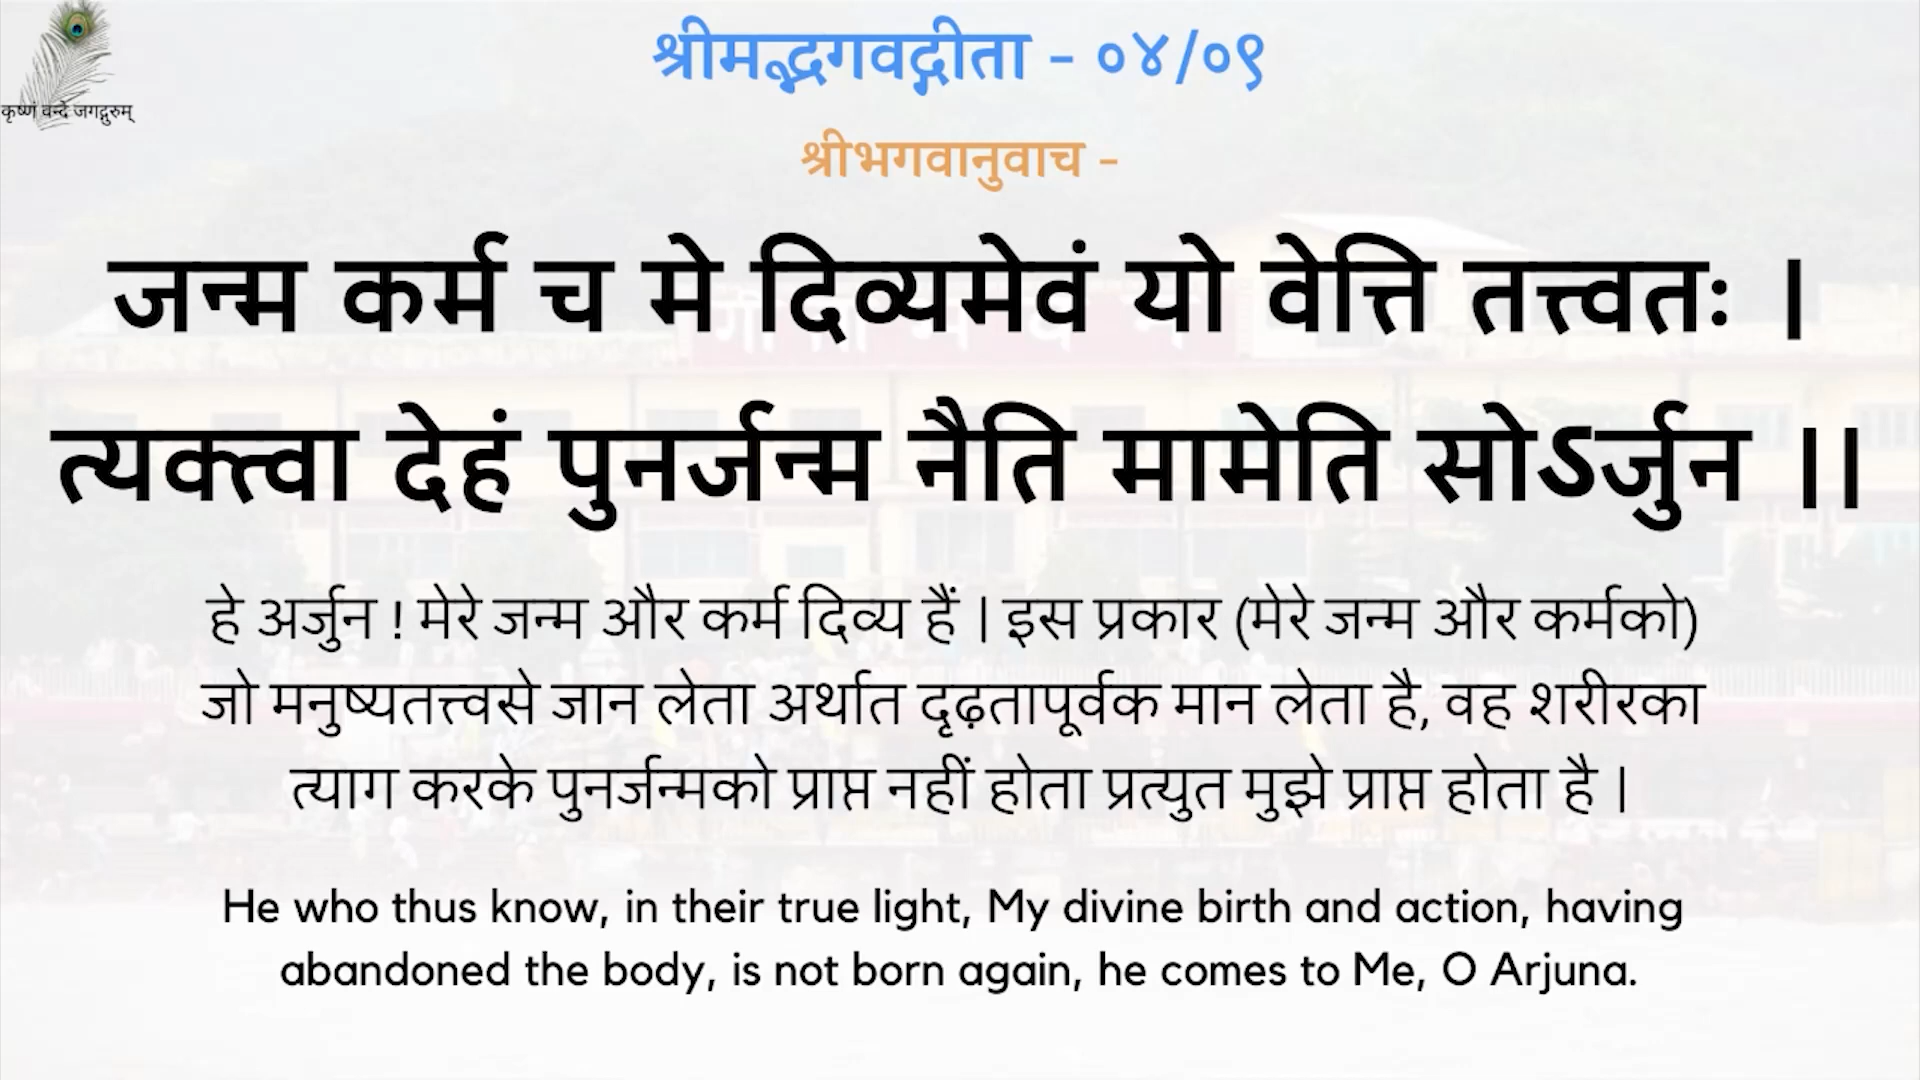 कृष्णं वन्दे जगद्गुरुम्
श्रीमद्भगवद्गीता - ०४/०९
श्रीभगवानुवाच -
जन्म कर्म च मे दिव्यमेवं यो वेत्ति तत्त्वतः |
त्यक्त्वा देहं पुनर्जन्म नैति मामेति सोऽर्जुन ||
हे अर्जुन ! मेरे जन्म और कर्म दिव्य हैं | इस प्रकार (मेरे जन्म और कर्मको)
जो मनुष्यतत्त्वसे जान लेता अर्थात दृढ़तापूर्वक मान लेता है, वह शरीरका
त्याग करके पुनर्जन्मको प्राप्त नहीं होता प्रत्युत मुझे प्राप्त होता है |
He who thus know, in their true light, My divine birth and action, having
abandoned the body, is not born again, he comes to Me, O Arjuna.